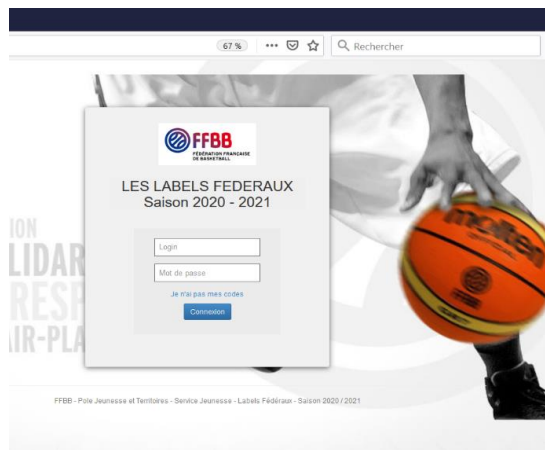 67 %
Rechercher
FFBB
FÉDÉRATION FRANÇAISE
DE BASKETBALL
LES LABELS FEDERAUX
Saison 2020 - 2021
ION
LIDAR
RESP
AIR-PLA
Login
Mot de passe
Je n'ai pas mes codes
Connexion
molten
FFBB - Pole Jeunesse et Territoires - Service Jeunesse - Labels Fédéraux - Saison 2020 / 2021